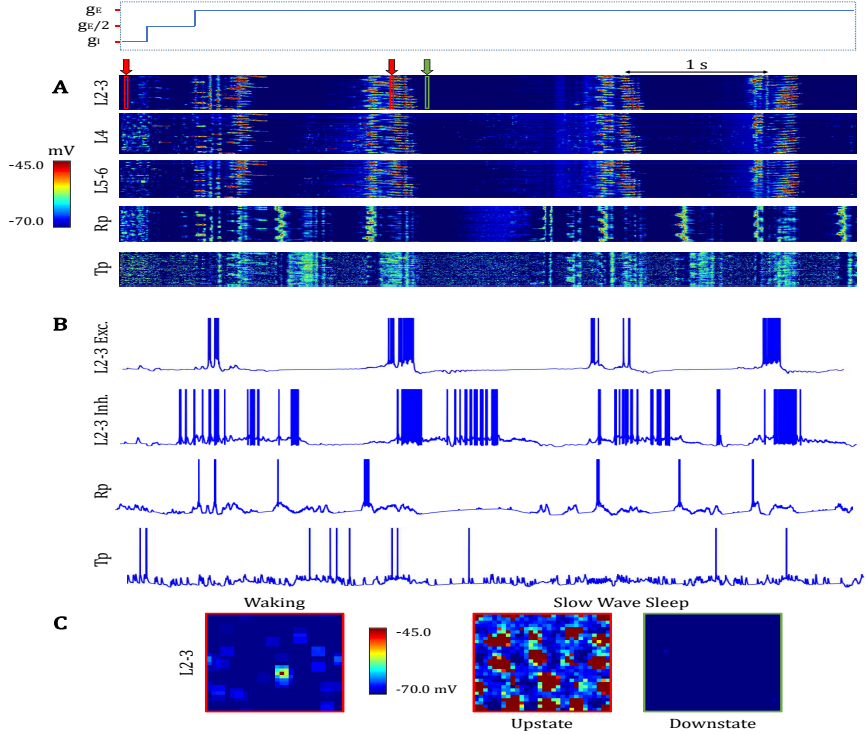 gE
gE/2
gI
1 s
A
L2-3
L4
L5-6
Rp
Tp
mV
-45.0
-70.0
B
L2-3 Exc.
L2-3 Inh.
Rp
Tp
Waking
Slow Wave Sleep
C
L2-3
-45.0
-70.0 mV
Upstate
Downstate